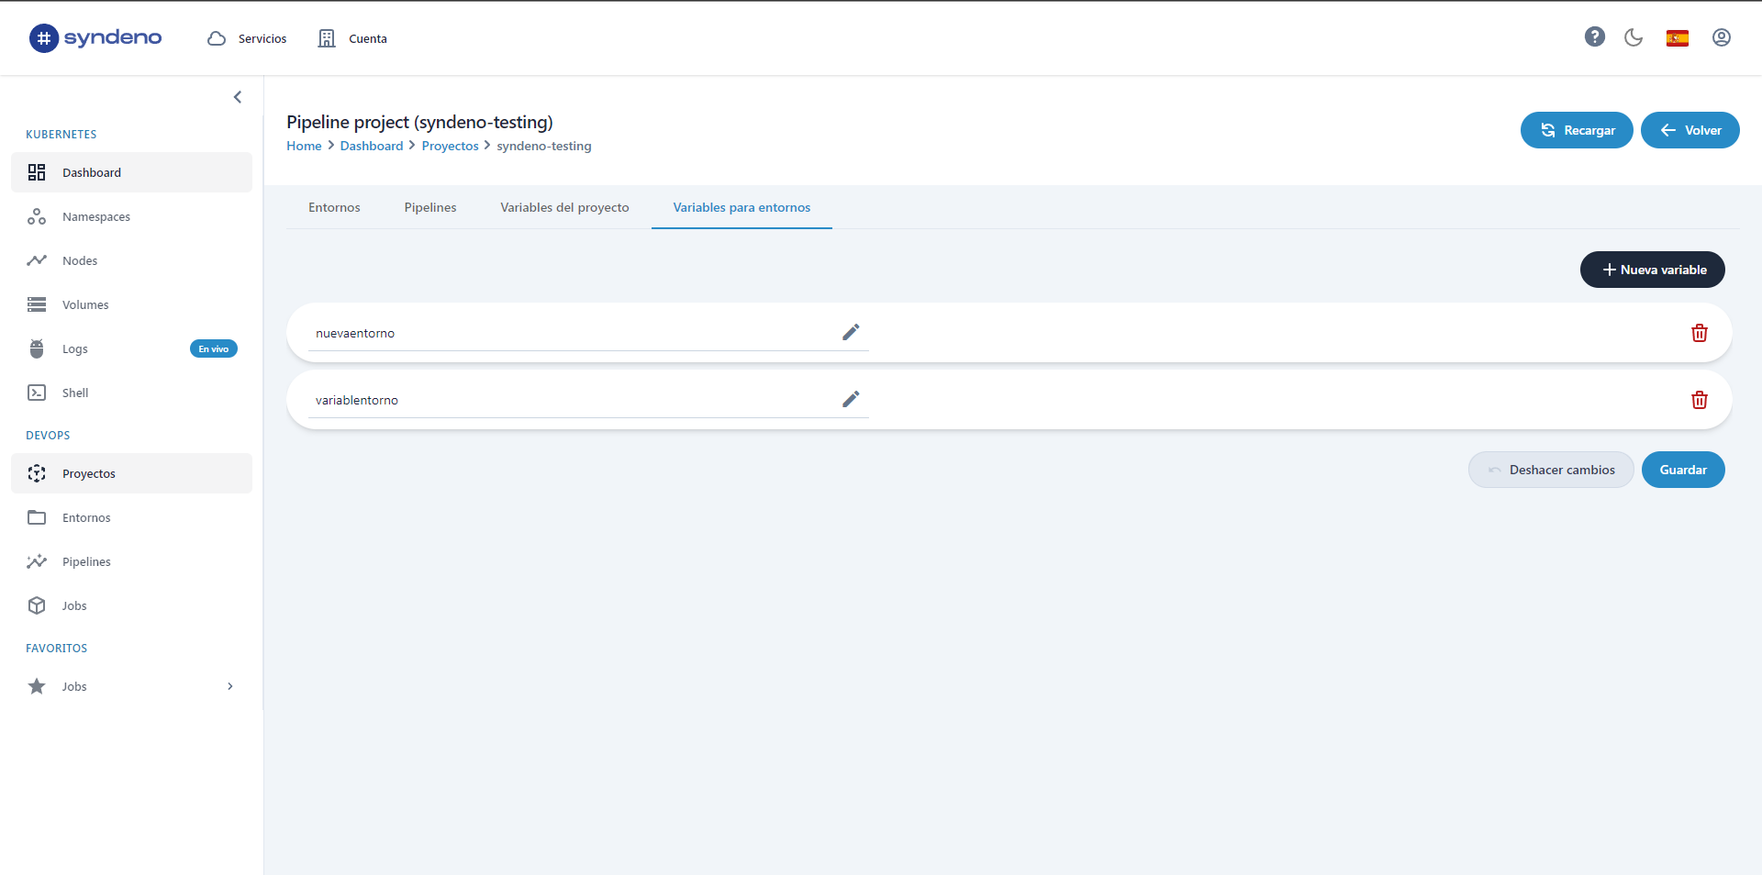 # syndeno
Servicios
Cuenta
?
KUBERNETES
Dashboard
Namespaces
Nodes
Volumes
Logs
En vivo
Shell
DEVOPS
Proyectos
Entornos
Pipelines
Jobs
FAVORITOS
Jobs
Pipeline project (syndeno-testing)
Home > Dashboard > Proyectos > syndeno-testing
Recargar
Volver
Entornos
Pipelines
Variables del proyecto
Variables para entornos
+ Nueva variable
nuevaentorno
variablentorno
Deshacer cambios
Guardar